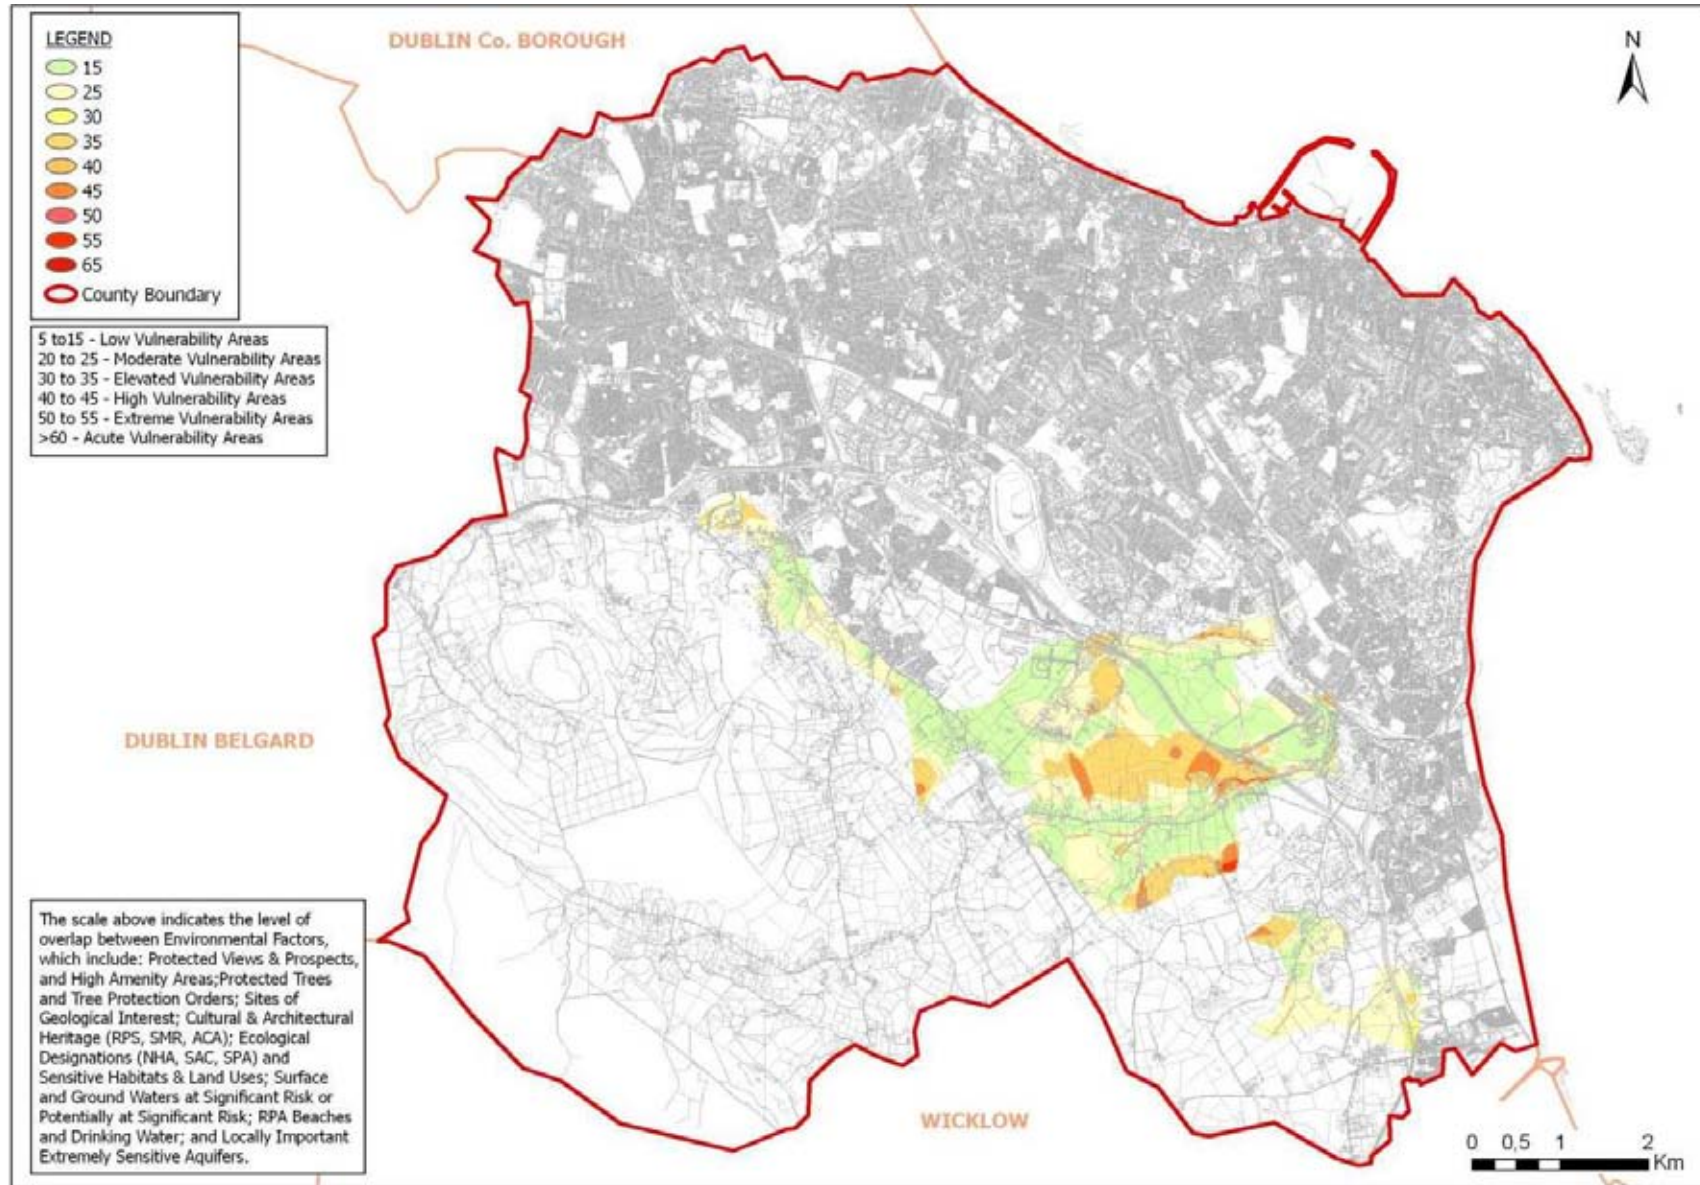 LEGEND
15
25
30
35
40
45
50
55
65
County Boundary
5 to15 - Low Vulnerability Areas
20 to 25 - Moderate Vulnerability Areas
30 to 35 - Elevated Vulnerability Areas
40 to 45 - High Vulnerability Areas
50 to 55 - Extreme Vulnerability Areas
>60 - Acute Vulnerability Areas
DUBLIN Co. BOROUGH
N
DUBLIN BELGARD
The scale above indicates the level of
overlap between Environmental Factors,
which include: Protected Views & Prospects,
and High Amenity Areas;Protected Trees
and Tree Protection Orders; Sites of
Geological Interest; Cultural & Architectural
Heritage (RPS, SMR, ACA); Ecological
Designations (NHA, SAC, SPA) and
Sensitive Habitats & Land Uses; Surface
and Ground Waters at Significant Risk or
Potentially at Significant Risk; RPA Beaches
and Drinking Water; and Locally Important
Extremely Sensitive Aquifers.
WICKLOW
0 0,5 1 2
Km